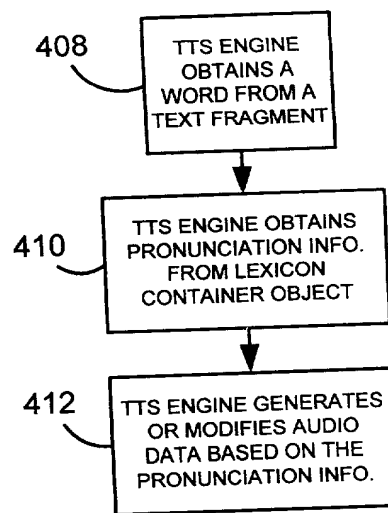 408
TTS ENGINE
OBTAINS A
WORD FROM A
TEXT FRAGMENT
410
TTS ENGINE OBTAINS
PRONUNCIATION INFO.
FROM LEXICON
CONTAINER OBJECT
412
TTS ENGINE GENERATES
OR MODIFIES AUDIO
DATA BASED ON THE
PRONUNCIATION INFO.